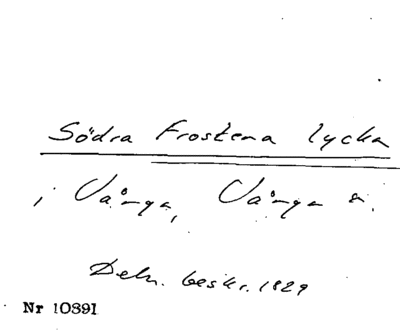 Södra Frostena lycka
i Vånga, Vånga s.
Deln. beskr. 1829
Nr 10891